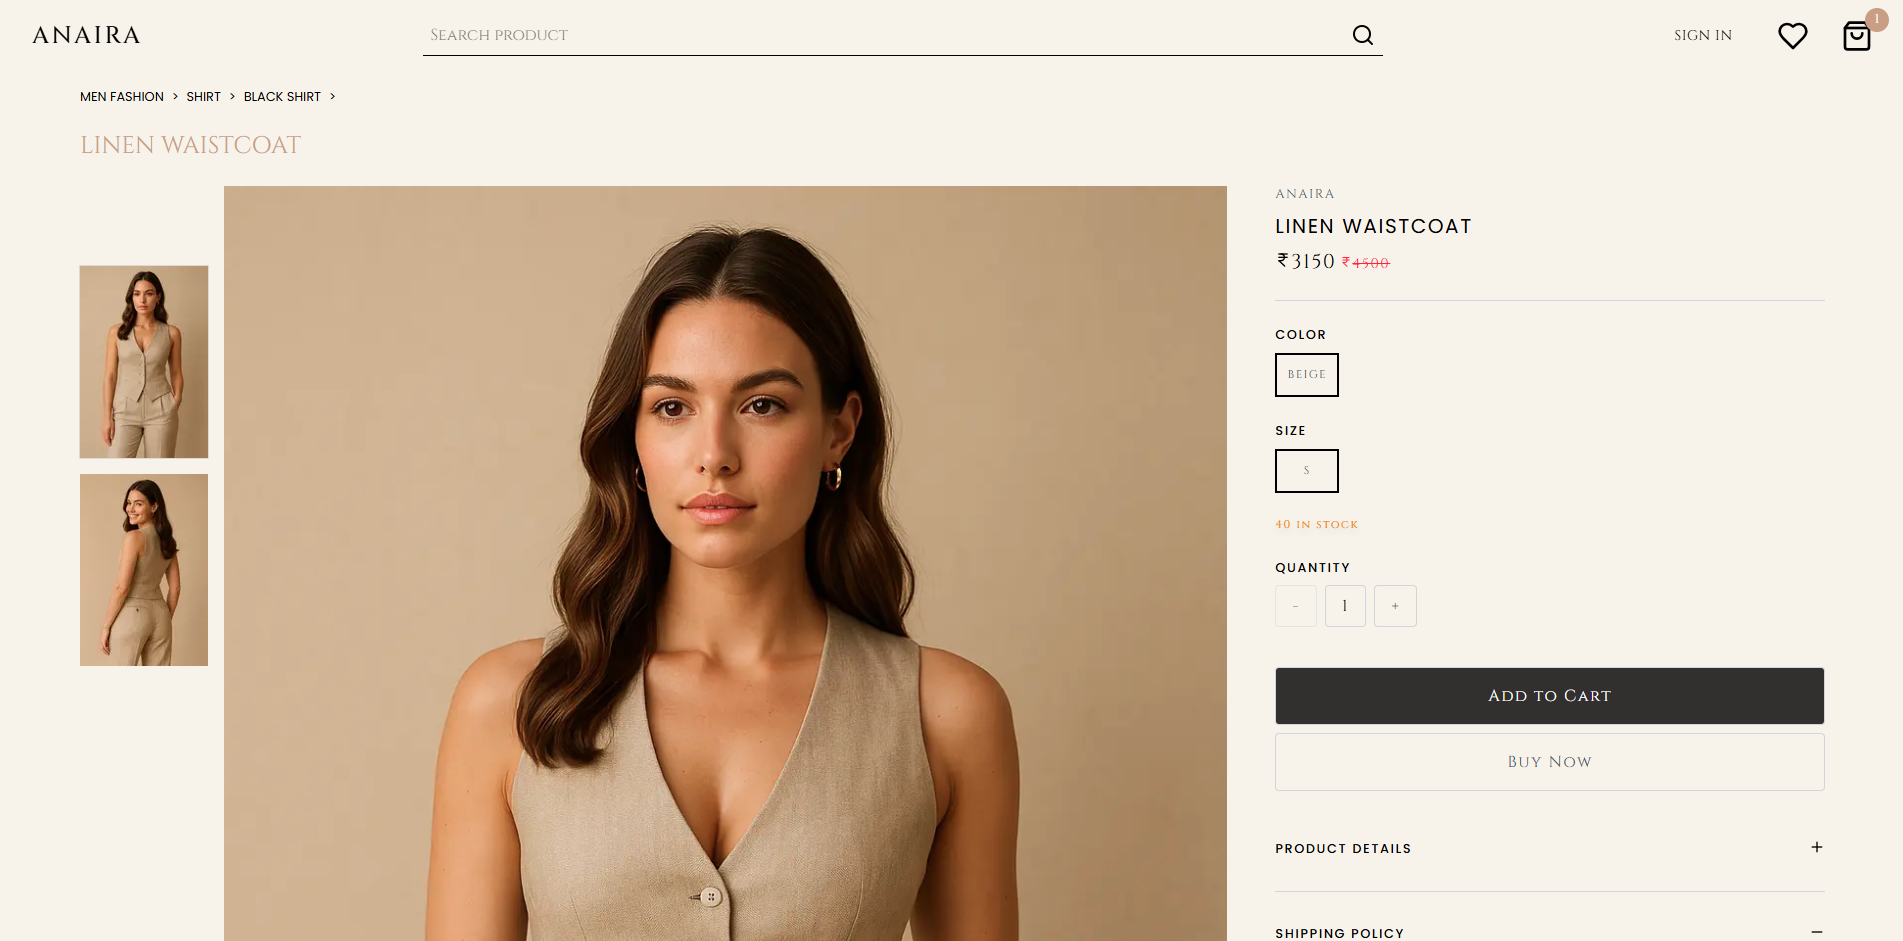 ANAIRA
SEARCH PRODUCT
SIGN IN
1
MEN FASHION > SHIRT > BLACK SHIRT >
LINEN WAISTCOAT
ANAIRA
LINEN WAISTCOAT
₹3150 ₹4500
COLOR
BEIGE
SIZE
S
40 IN STOCK
QUANTITY
- 1 +
ADD TO CART
BUY NOW
PRODUCT DETAILS +
SHIPPING POLICY −